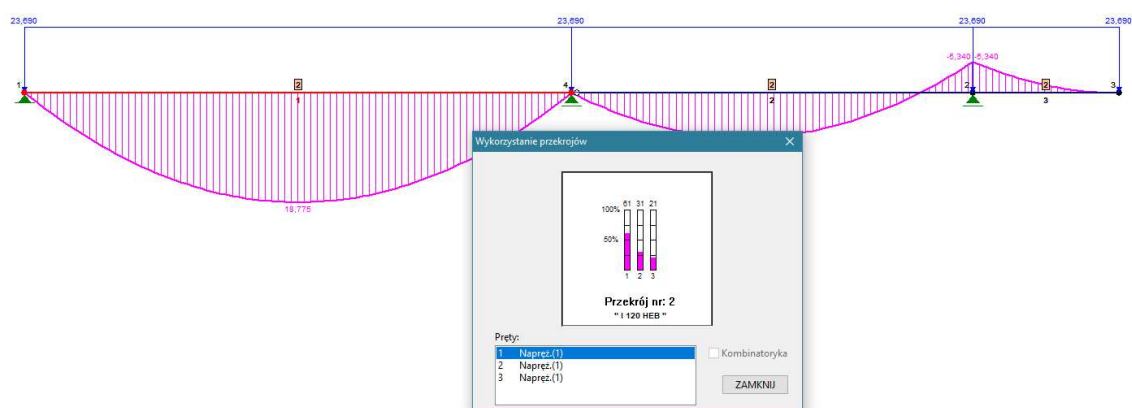 23,690 23,690 23,690 23,690
-5,340 -5,340
1 2 4 2 2 2 3
1 2 3
18,775
Wykorzystanie przekrojów
61 31 21
100%
50%
1 2 3
Przekrój nr: 2
" I 120 HEB "
Pręty:
1 Napręż.(1)
2 Napręż.(1)
3 Napręż.(1)
Kombinatoryka
ZAMKNIJ